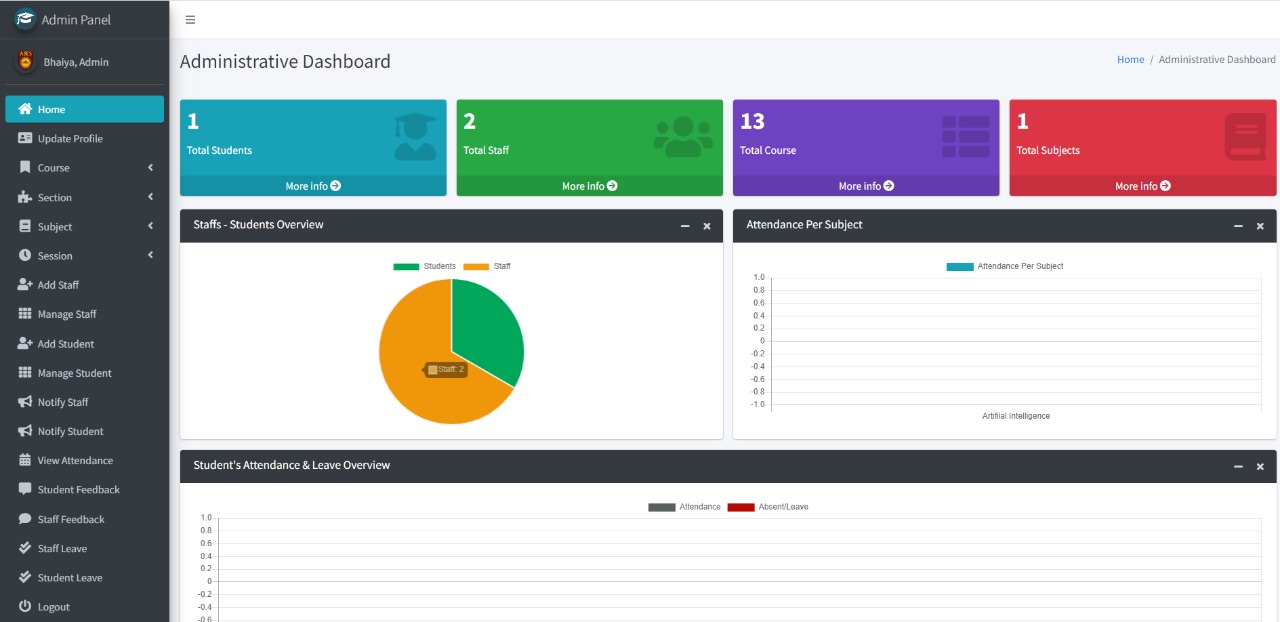 Admin Panel
Bhaiya, Admin
Home
Update Profile
Course
Section
Subject
Session
Add Staff
Manage Staff
Add Student
Manage Student
Notify Staff
Notify Student
View Attendance
Student Feedback
Staff Feedback
Staff Leave
Student Leave
Logout
Administrative Dashboard
Home / Administrative Dashboard
1
Total Students
More info
2
Total Staff
More info
13
Total Course
More info
1
Total Subjects
More info
Staffs - Students Overview
Students Staff
Staff: 2
Attendance Per Subject
Attendance Per Subject
1.0
0.8
0.6
0.4
0.2
0
-0.2
-0.4
-0.6
-0.8
-1.0
Artifiial Intelligence
Student's Attendance & Leave Overview
Attendance Absent/Leave
1.0
0.8
0.6
0.4
0.2
0
-0.2
-0.4
-0.6